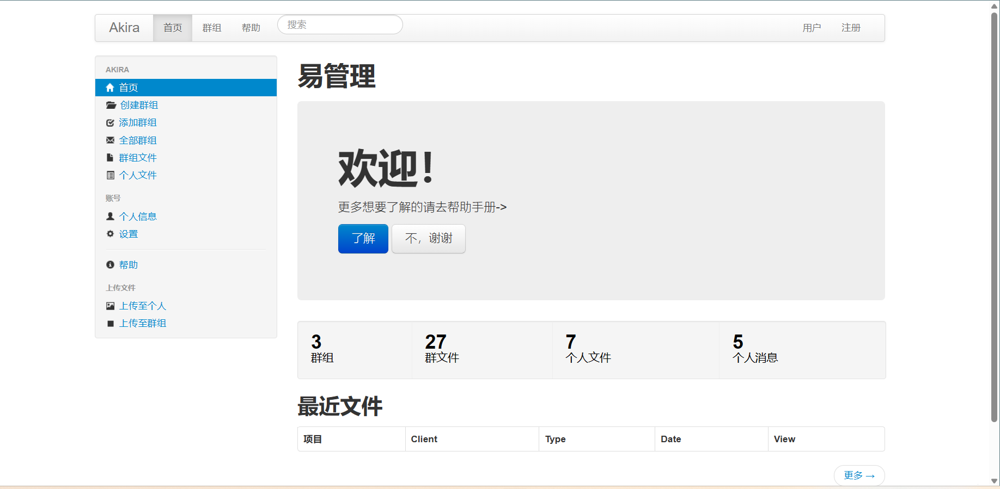 Akira 首页 群组 帮助 搜索 用户 注册
AKIRA
首页
创建群组
添加群组
全部群组
群组文件
个人文件
账号
个人信息
设置
帮助
上传文件
上传至个人
上传至群组
易管理
欢迎！
更多想要了解的请去帮助手册->
了解 不，谢谢
3 27 7 5
群组 群文件 个人文件 个人消息
最近文件
项目 Client Type Date View
更多 →